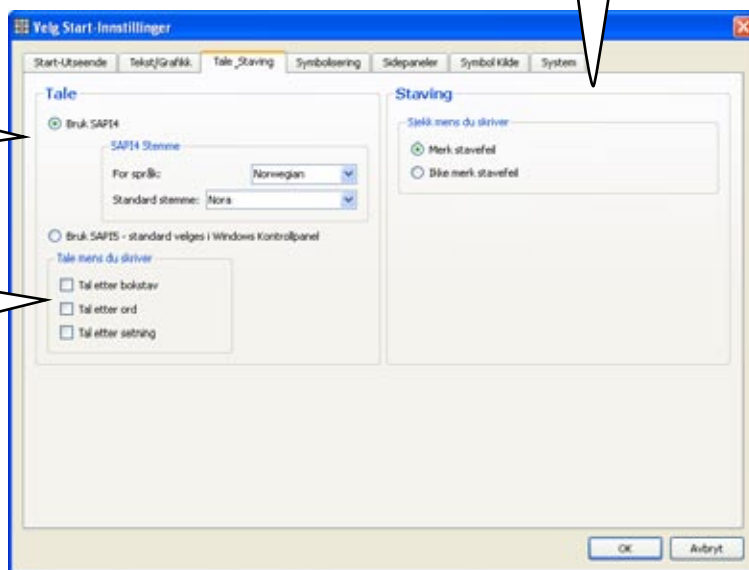 Velg Start-Innstillinger
Start-Utseende Tekst/Grafikk Tale_Staving Symbolisering Sidepaneler Symbol Kilde System
Tale
Bruk SAPI4
SAPI4 Stemme
For språk: Norwegian
Standard stemme: Nora
Bruk SAPI5 - standard velges i Windows Kontrollpanel
Tale mens du skriver
Tal etter bokstav
Tal etter ord
Tal etter setning
Staving
Sjekk mens du skriver
Merk stavefeil
Ikke merk stavefeil
OK Avbryt